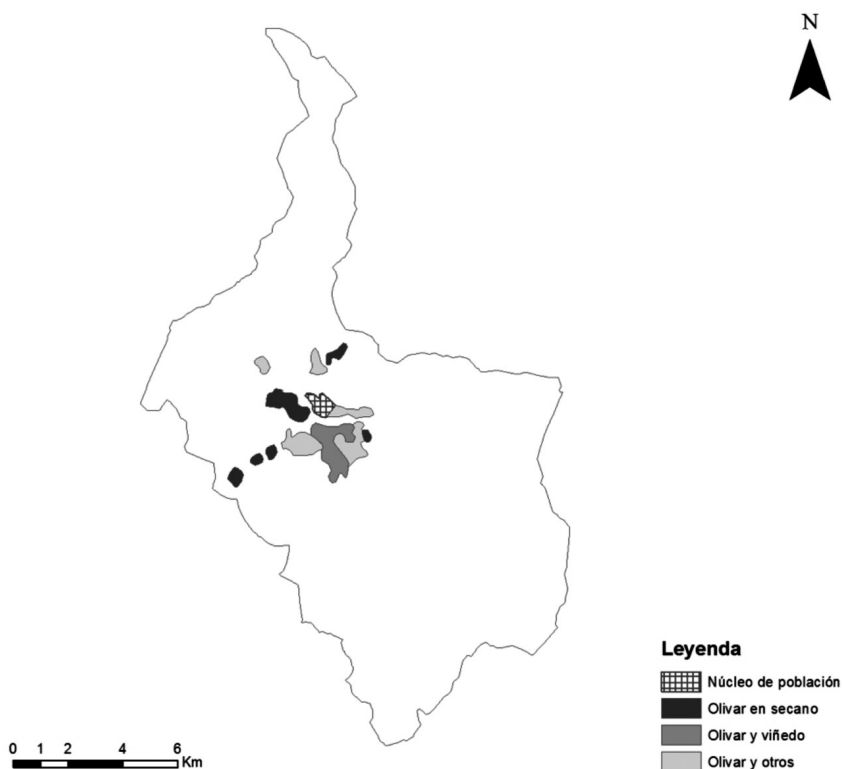 N
Leyenda
Núcleo de población
Olivar en secano
Olivar y viñedo
Olivar y otros
0 1 2 4 6
Km